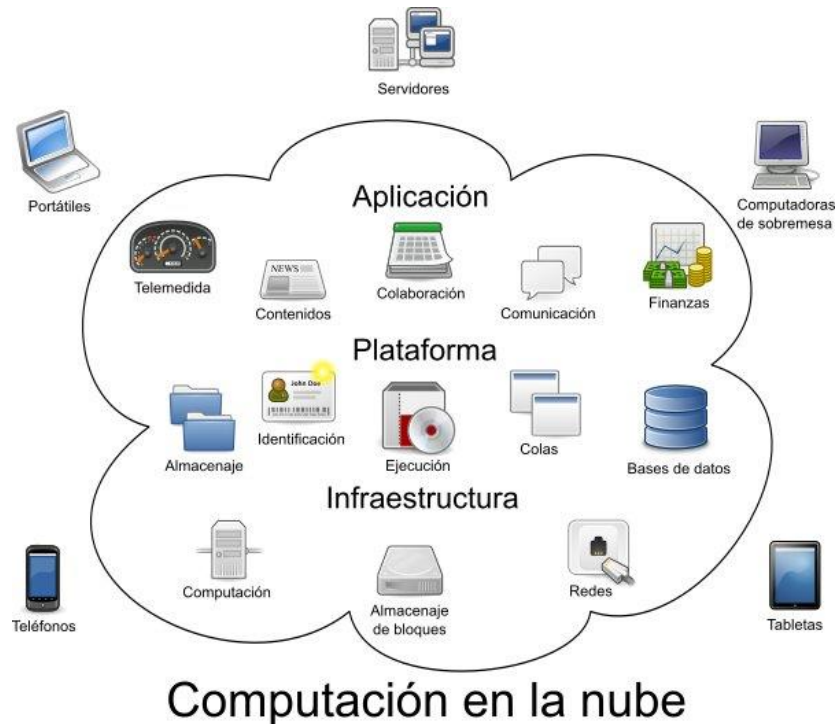 Servidores
Portátiles
Computadoras
de sobremesa
Aplicación
Telemedida
NEWS
Contenidos
Colaboración
Comunicación
Finanzas
Plataforma
Almacenaje
John Doe
Identificación
Ejecución
Colas
Bases de datos
Infraestructura
Computación
Almacenaje
de bloques
Redes
Teléfonos
Tabletas
Computación en la nube